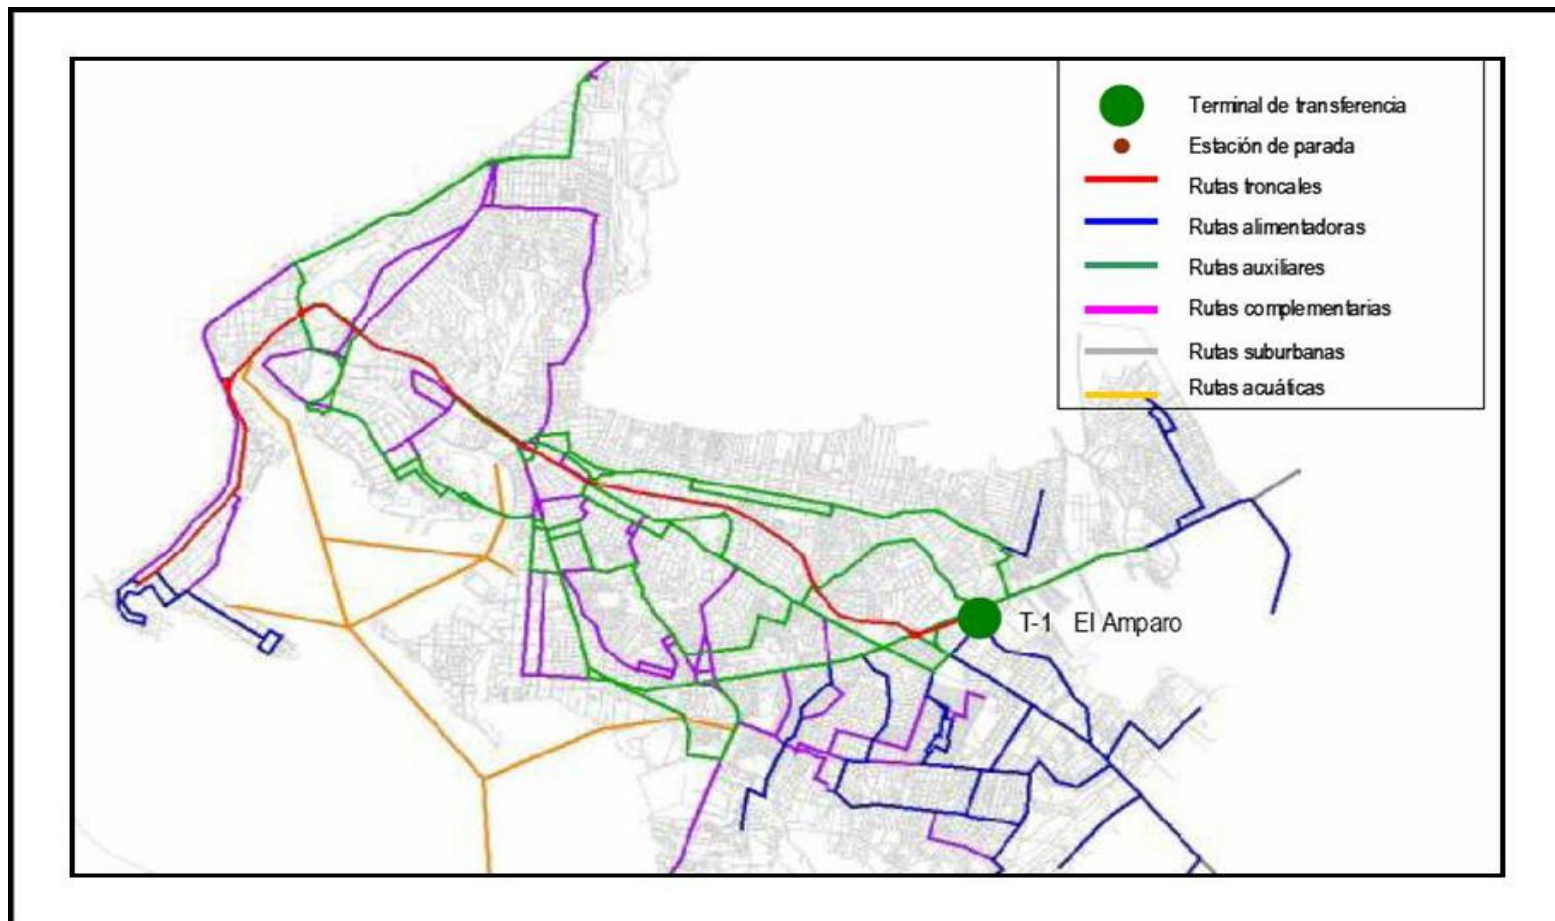 Terminal de transferencia
Estación de parada
Rutas troncales
Rutas alimentadoras
Rutas auxiliares
Rutas complementarias
Rutas suburbanas
Rutas acuáticas
T-1 El Amparo